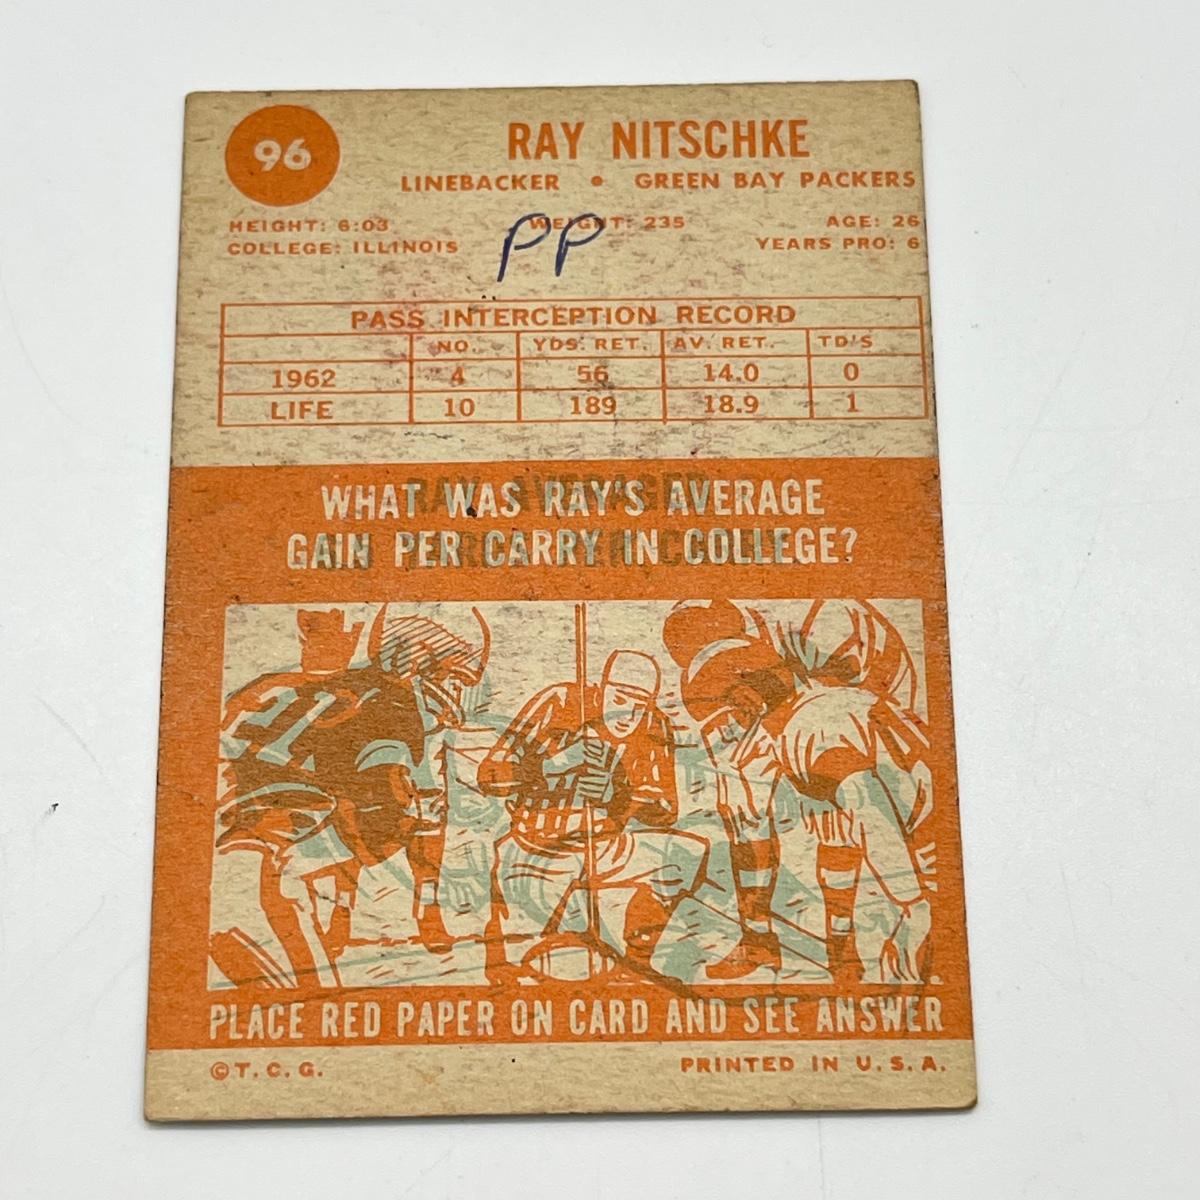 96
RAY NITSCHKE
LINEBACKER • GREEN BAY PACKERS
HEIGHT: 6:03 WEIGHT: 235 AGE: 26
COLLEGE: ILLINOIS YEARS PRO: 6
PP
PASS INTERCEPTION RECORD
NO. YDS. RET. AV. RET. TD'S
1962 4 56 14.0 0
LIFE 10 189 18.9 1
WHAT WAS RAY'S AVERAGE
GAIN PER CARRY IN COLLEGE?
RAY AVERAGED
PLACE RED PAPER ON CARD AND SEE ANSWER
©T. C. G. PRINTED IN U. S. A.